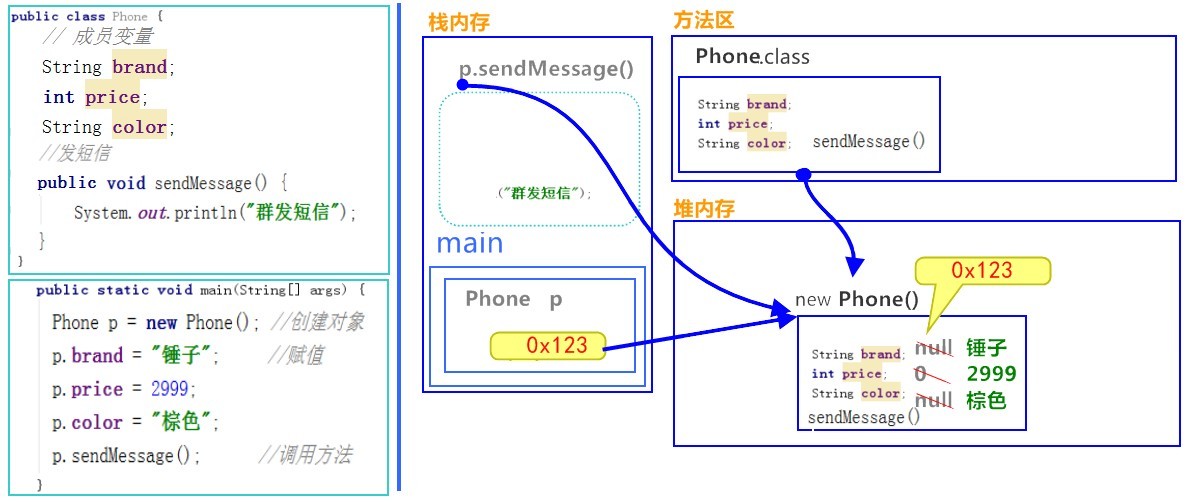 public class Phone {
// 成员变量
String brand;
int price;
String color;
//发短信
public void sendMessage() {
System.out.println("群发短信");
}
}
public static void main(String[] args) {
Phone p = new Phone(); //创建对象
p.brand = "锤子"; //赋值
p.price = 2999;
p.color = "棕色";
p.sendMessage(); //调用方法
}
栈内存
p.sendMessage()
("群发短信");
main
Phone p
0x123
方法区
Phone.class
String brand;
int price;
String color; sendMessage()
堆内存
0x123
new Phone()
String brand; null 锤子
int price; 0 2999
String color; null 棕色
sendMessage()